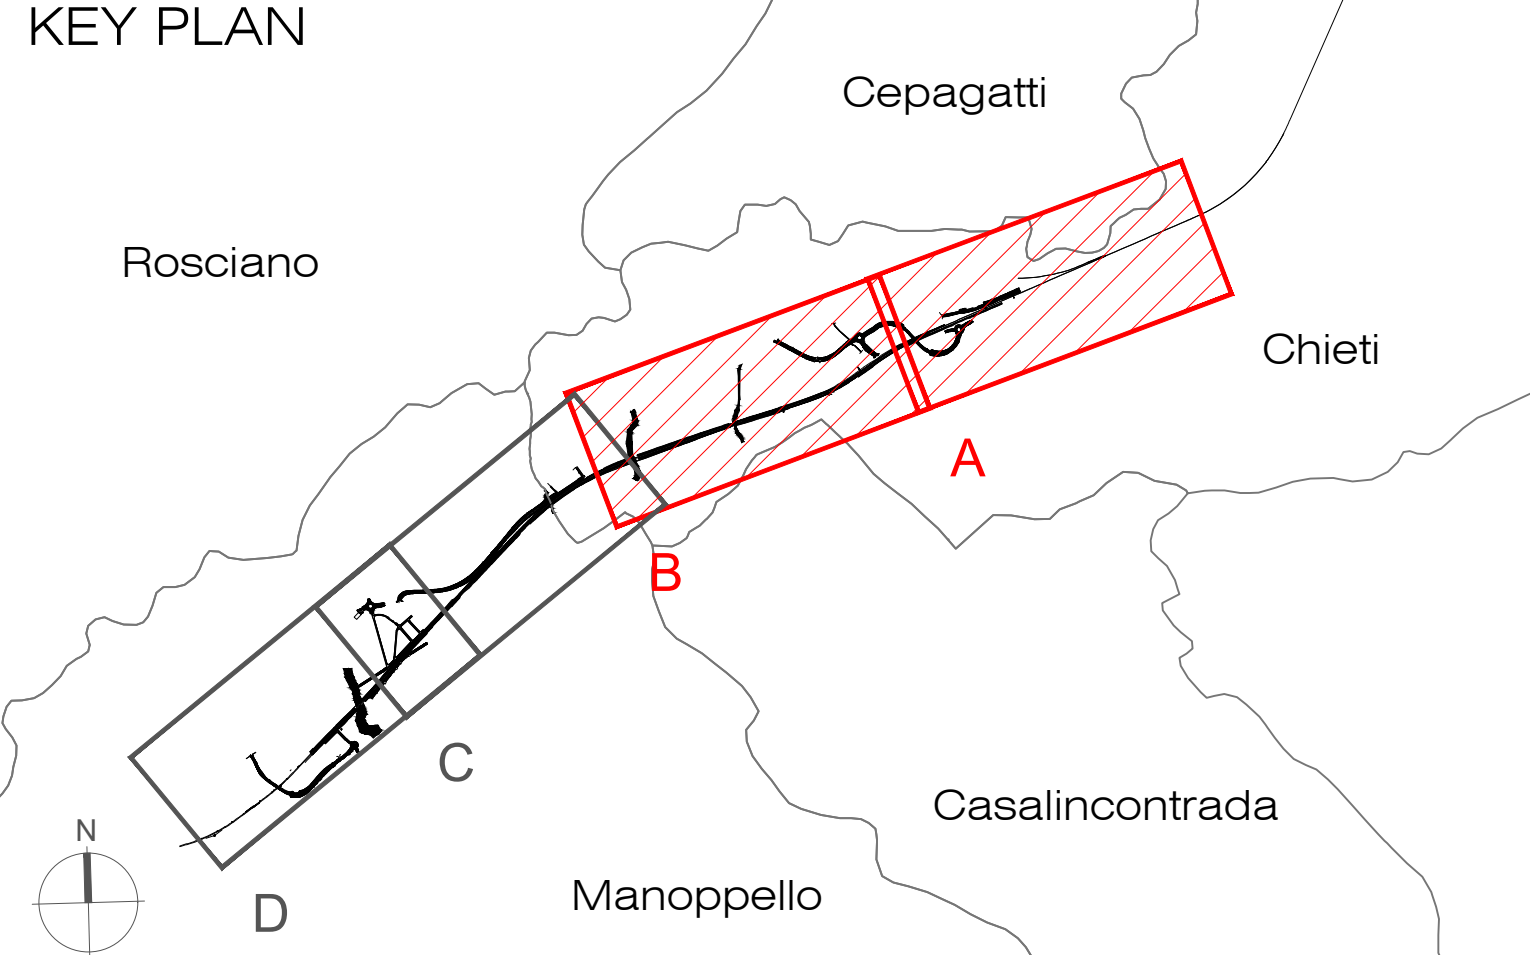 KEY PLAN
Cepagatti
Rosciano
Chieti
A
B
C
Casalincontrada
N
Manoppello
D